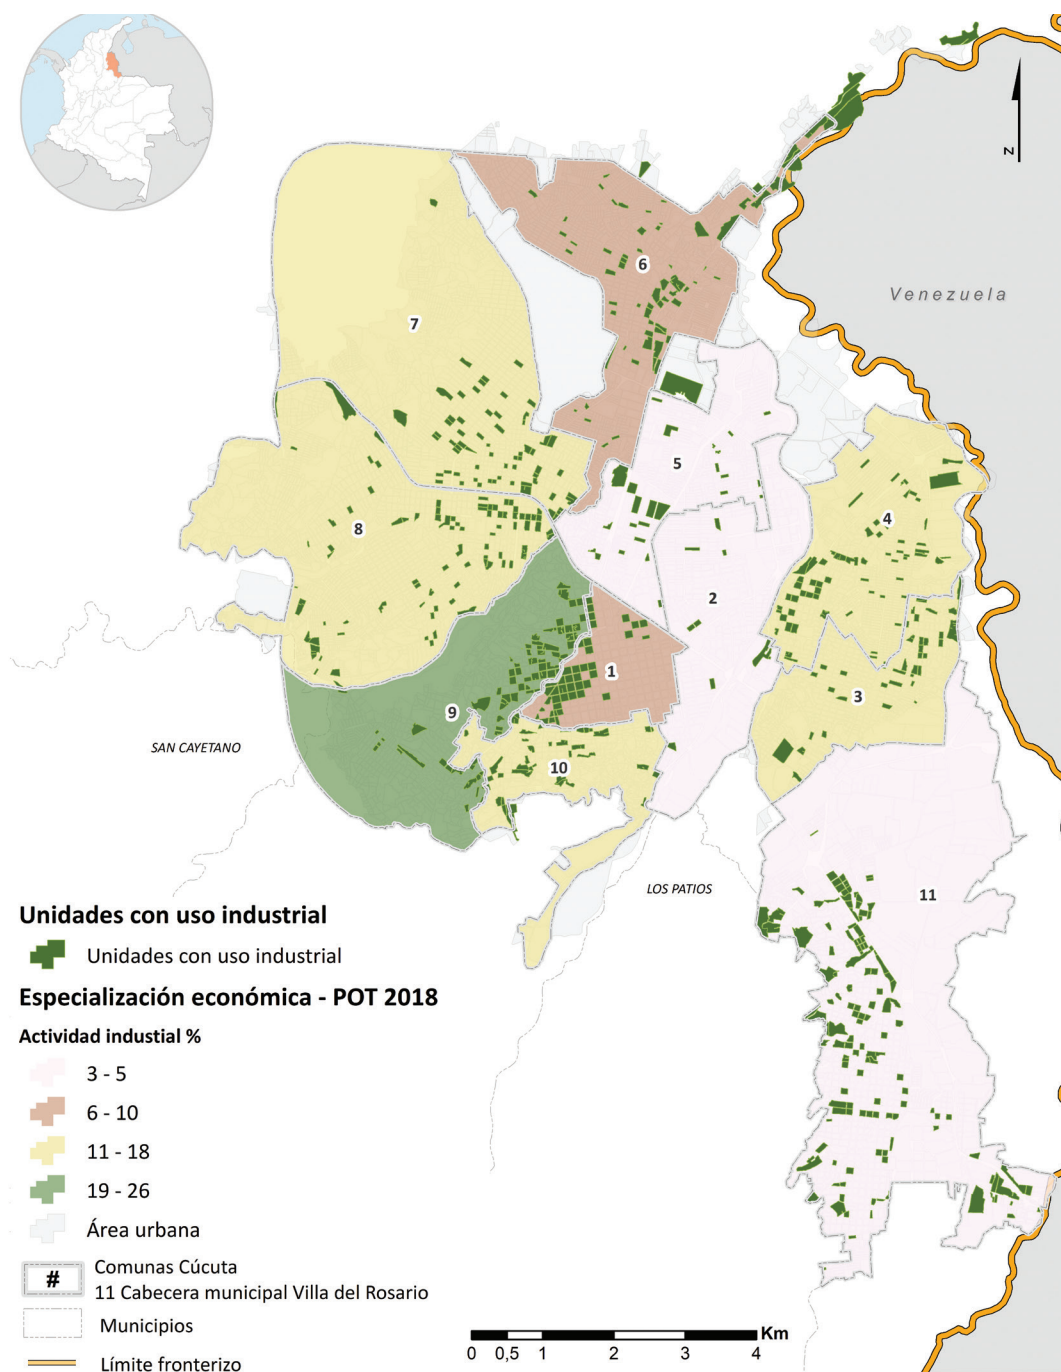 N
Venezuela
6
7
5
8
4
2
1
3
9
SAN CAYETANO
10
LOS PATIOS
11
Unidades con uso industrial
Unidades con uso industrial
Especialización económica - POT 2018
Actividad industial %
3 - 5
6 - 10
11 - 18
19 - 26
Área urbana
# Comunas Cúcuta
11 Cabecera municipal Villa del Rosario
Municipios
Límite fronterizo
Km
0 0,5 1 2 3 4